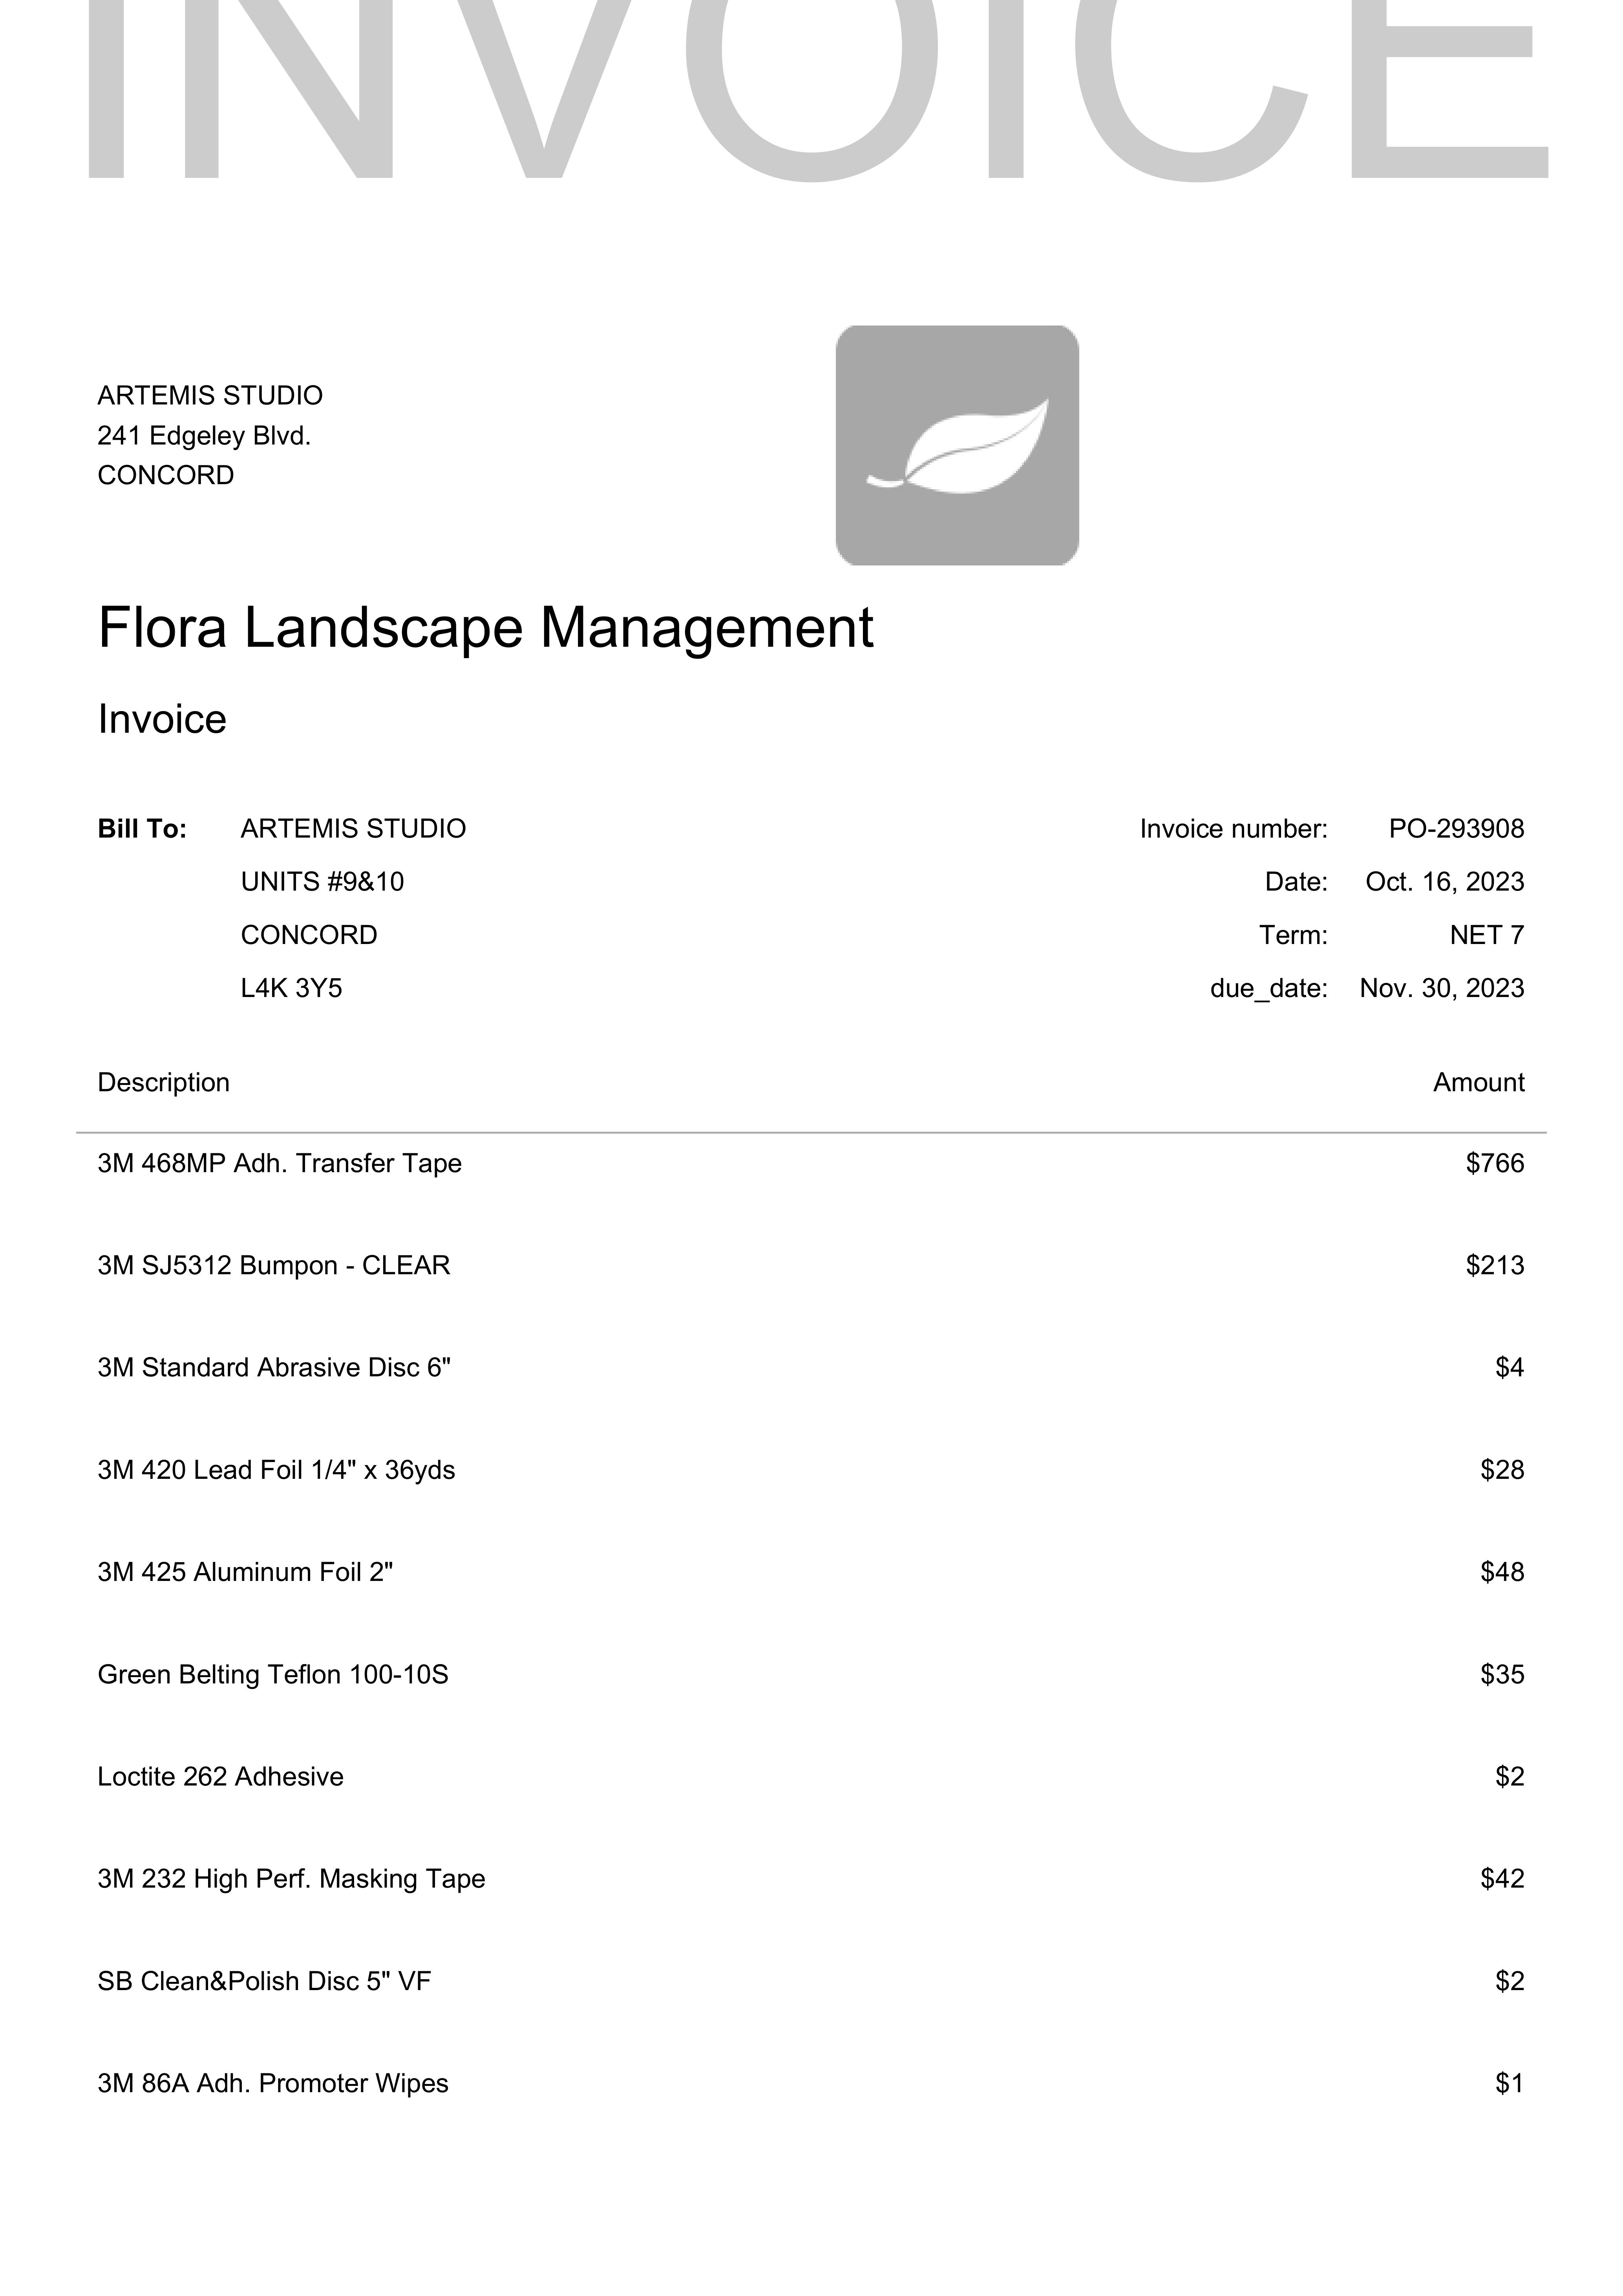 INVOICE
ARTEMIS STUDIO
241 Edgeley Blvd.
CONCORD
Flora Landscape Management
Invoice
Bill To: ARTEMIS STUDIO Invoice number: PO-293908
UNITS #9&10 Date: Oct. 16, 2023
CONCORD Term: NET 7
L4K 3Y5 due_date: Nov. 30, 2023
Description Amount
3M 468MP Adh. Transfer Tape $766
3M SJ5312 Bumpon - CLEAR $213
3M Standard Abrasive Disc 6" $4
3M 420 Lead Foil 1/4" x 36yds $28
3M 425 Aluminum Foil 2" $48
Green Belting Teflon 100-10S $35
Loctite 262 Adhesive $2
3M 232 High Perf. Masking Tape $42
SB Clean&Polish Disc 5" VF $2
3M 86A Adh. Promoter Wipes $1